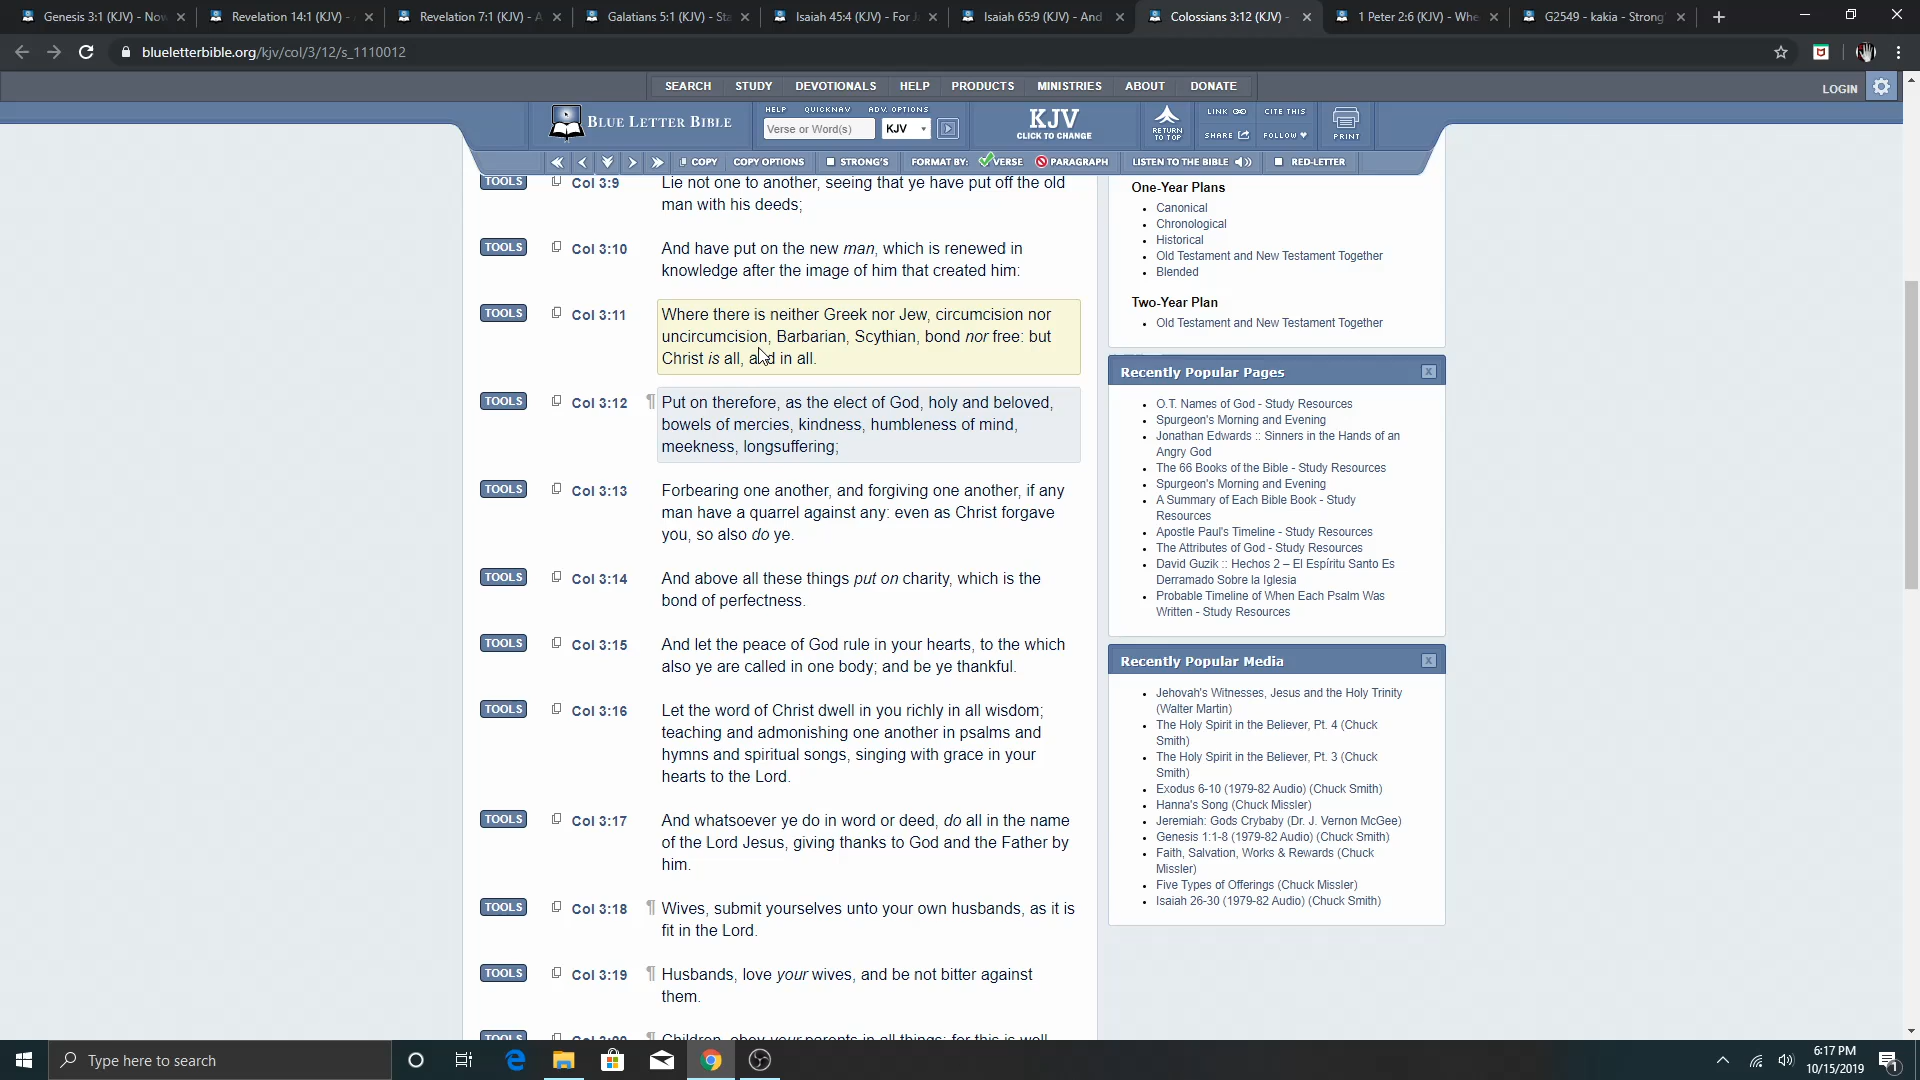 Genesis 3:1 (KJV) - Now
Revelation 14:1 (KJV) -
Revelation 7:1 (KJV) - A
Galatians 5:1 (KJV) - Sta
Isaiah 45:4 (KJV) - For J
Isaiah 65:9 (KJV) - And
Colossians 3:12 (KJV) -
1 Peter 2:6 (KJV) - Whe
G2549 - kakia - Strong'
blueletterbible.org/kjv/col/3/12/s_1110012
SEARCH STUDY DEVOTIONALS HELP PRODUCTS MINISTRIES ABOUT DONATE
LOGIN
BLUE LETTER BIBLE
HELP QUICKNAV ADV. OPTIONS
Verse or Word(s) KJV
KJV
CLICK TO CHANGE
RETURN
TO TOP
LINK CITE THIS
SHARE FOLLOW
PRINT
COPY COPY OPTIONS STRONG'S FORMAT BY: VERSE PARAGRAPH LISTEN TO THE BIBLE RED-LETTER
TOOLS Col 3:9 Lie not one to another, seeing that ye have put off the old
man with his deeds;
TOOLS Col 3:10 And have put on the new man, which is renewed in
knowledge after the image of him that created him:
TOOLS Col 3:11 Where there is neither Greek nor Jew, circumcision nor
uncircumcision, Barbarian, Scythian, bond nor free: but
Christ is all, and in all.
TOOLS Col 3:12 ¶ Put on therefore, as the elect of God, holy and beloved,
bowels of mercies, kindness, humbleness of mind,
meekness, longsuffering;
TOOLS Col 3:13 Forbearing one another, and forgiving one another, if any
man have a quarrel against any: even as Christ forgave
you, so also do ye.
TOOLS Col 3:14 And above all these things put on charity, which is the
bond of perfectness.
TOOLS Col 3:15 And let the peace of God rule in your hearts, to the which
also ye are called in one body; and be ye thankful.
TOOLS Col 3:16 Let the word of Christ dwell in you richly in all wisdom;
teaching and admonishing one another in psalms and
hymns and spiritual songs, singing with grace in your
hearts to the Lord.
TOOLS Col 3:17 And whatsoever ye do in word or deed, do all in the name
of the Lord Jesus, giving thanks to God and the Father by
him.
TOOLS Col 3:18 ¶ Wives, submit yourselves unto your own husbands, as it is
fit in the Lord.
TOOLS Col 3:19 ¶ Husbands, love your wives, and be not bitter against
them.
TOOLS Col 3:20 ¶ Children, obey your parents in all things: for this is well
One-Year Plans
Canonical
Chronological
Historical
Old Testament and New Testament Together
Blended
Two-Year Plan
Old Testament and New Testament Together
Recently Popular Pages X
O.T. Names of God - Study Resources
Spurgeon's Morning and Evening
Jonathan Edwards :: Sinners in the Hands of an
Angry God
The 66 Books of the Bible - Study Resources
Spurgeon's Morning and Evening
A Summary of Each Bible Book - Study
Resources
Apostle Paul's Timeline - Study Resources
The Attributes of God - Study Resources
David Guzik :: Hechos 2 – El Espíritu Santo Es
Derramado Sobre la Iglesia
Probable Timeline of When Each Psalm Was
Written - Study Resources
Recently Popular Media X
Jehovah's Witnesses, Jesus and the Holy Trinity
(Walter Martin)
The Holy Spirit in the Believer, Pt. 4 (Chuck
Smith)
The Holy Spirit in the Believer, Pt. 3 (Chuck
Smith)
Exodus 6-10 (1979-82 Audio) (Chuck Smith)
Hanna's Song (Chuck Missler)
Jeremiah: Gods Crybaby (Dr. J. Vernon McGee)
Genesis 1:1-8 (1979-82 Audio) (Chuck Smith)
Faith, Salvation, Works & Rewards (Chuck
Missler)
Five Types of Offerings (Chuck Missler)
Isaiah 26-30 (1979-82 Audio) (Chuck Smith)
Type here to search
6:17 PM
10/15/2019
1